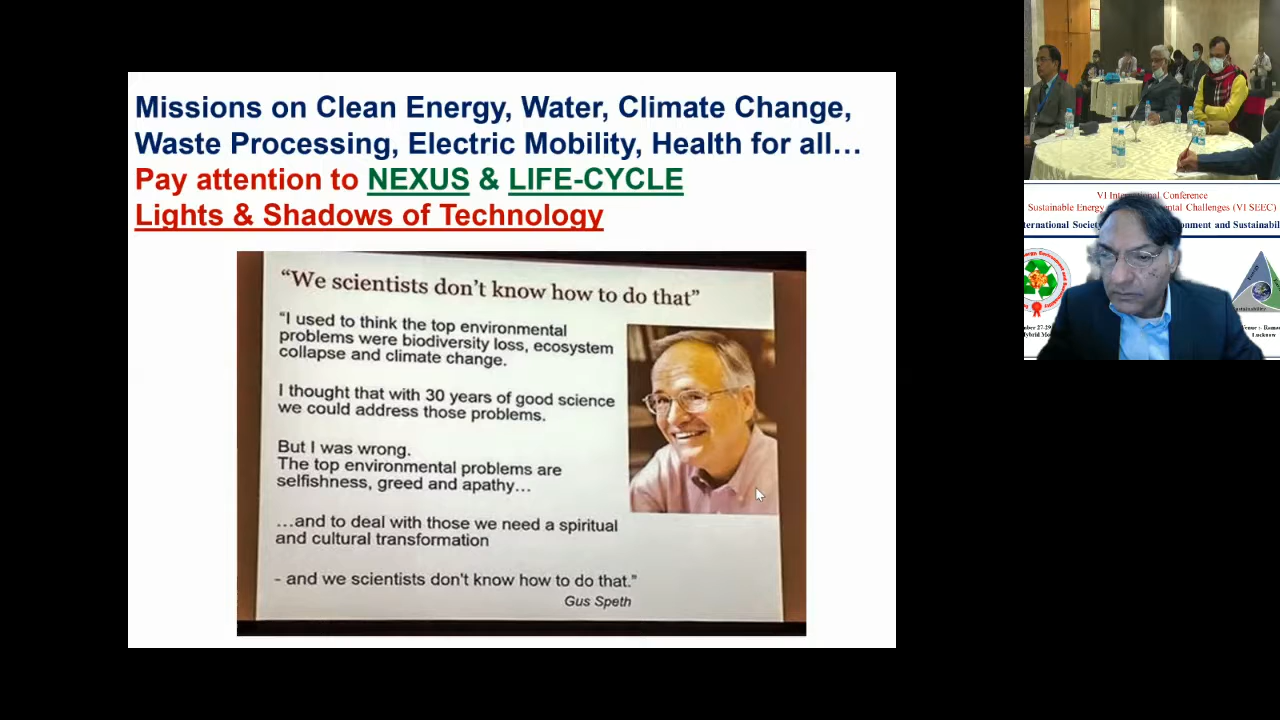 Missions on Clean Energy, Water, Climate Change,
Waste Processing, Electric Mobility, Health for all…
Pay attention to NEXUS & LIFE-CYCLE
Lights & Shadows of Technology
“We scientists don’t know how to do that”
“I used to think the top environmental
problems were biodiversity loss, ecosystem
collapse and climate change.
I thought that with 30 years of good science
we could address those problems.
But I was wrong.
The top environmental problems are
selfishness, greed and apathy…
…and to deal with those we need a spiritual
and cultural transformation
- and we scientists don't know how to do that.”
Gus Speth
VI International Conference
Sustainable Energy Challenges (VI SEEC)
Society and Sustainabil